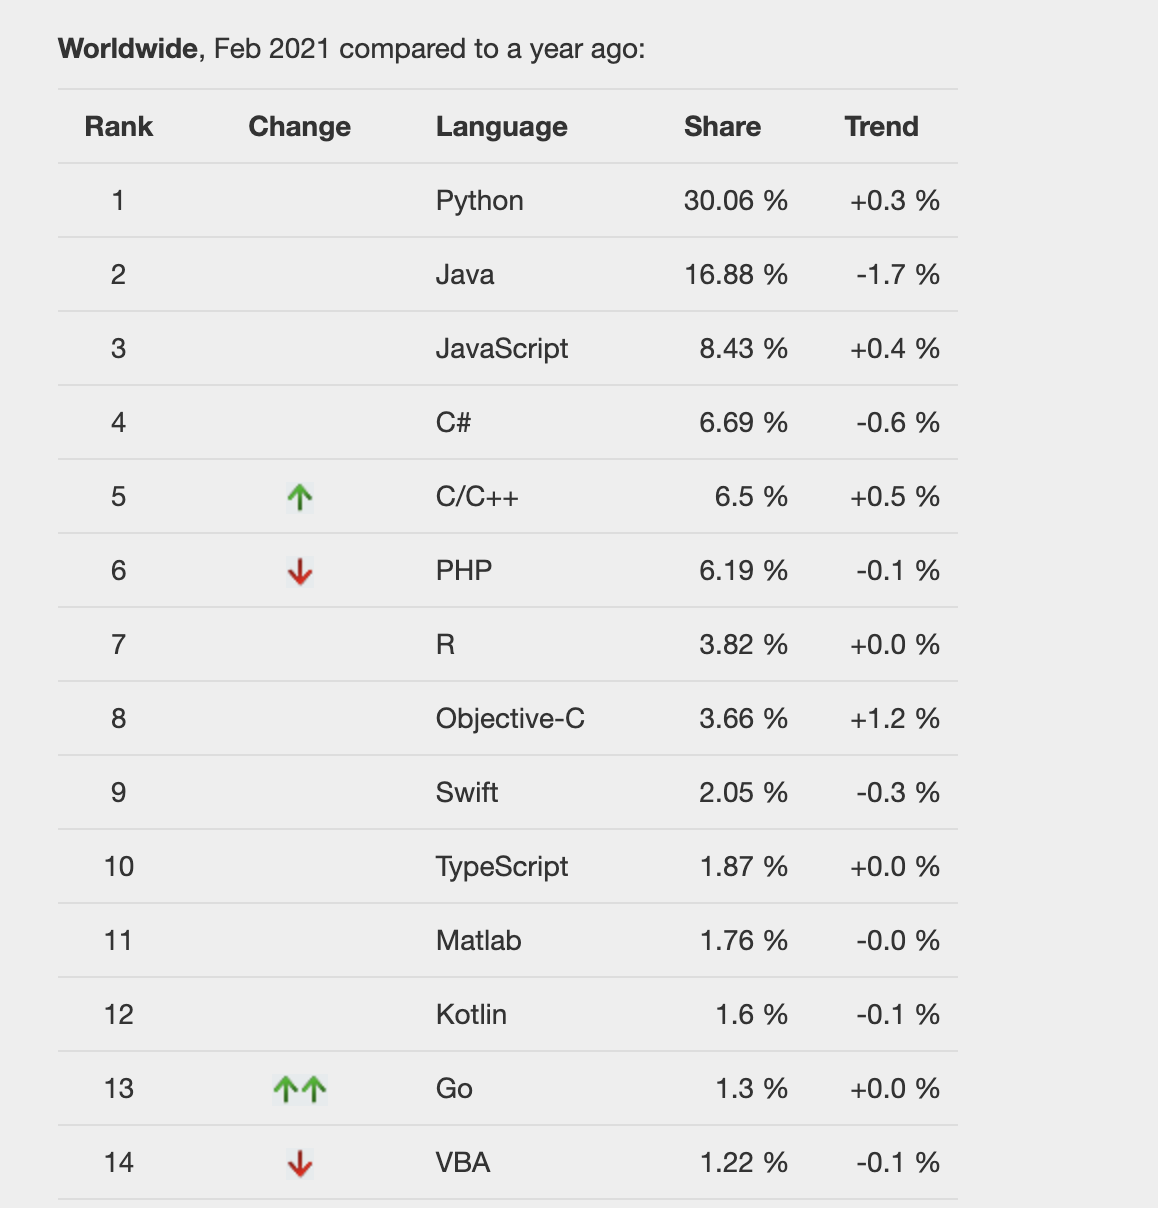 Worldwide, Feb 2021 compared to a year ago:
Rank Change Language Share Trend
1 Python 30.06 % +0.3 %
2 Java 16.88 % -1.7 %
3 JavaScript 8.43 % +0.4 %
4 C# 6.69 % -0.6 %
5 ↑ C/C++ 6.5 % +0.5 %
6 ↓ PHP 6.19 % -0.1 %
7 R 3.82 % +0.0 %
8 Objective-C 3.66 % +1.2 %
9 Swift 2.05 % -0.3 %
10 TypeScript 1.87 % +0.0 %
11 Matlab 1.76 % -0.0 %
12 Kotlin 1.6 % -0.1 %
13 ↑↑ Go 1.3 % +0.0 %
14 ↓ VBA 1.22 % -0.1 %